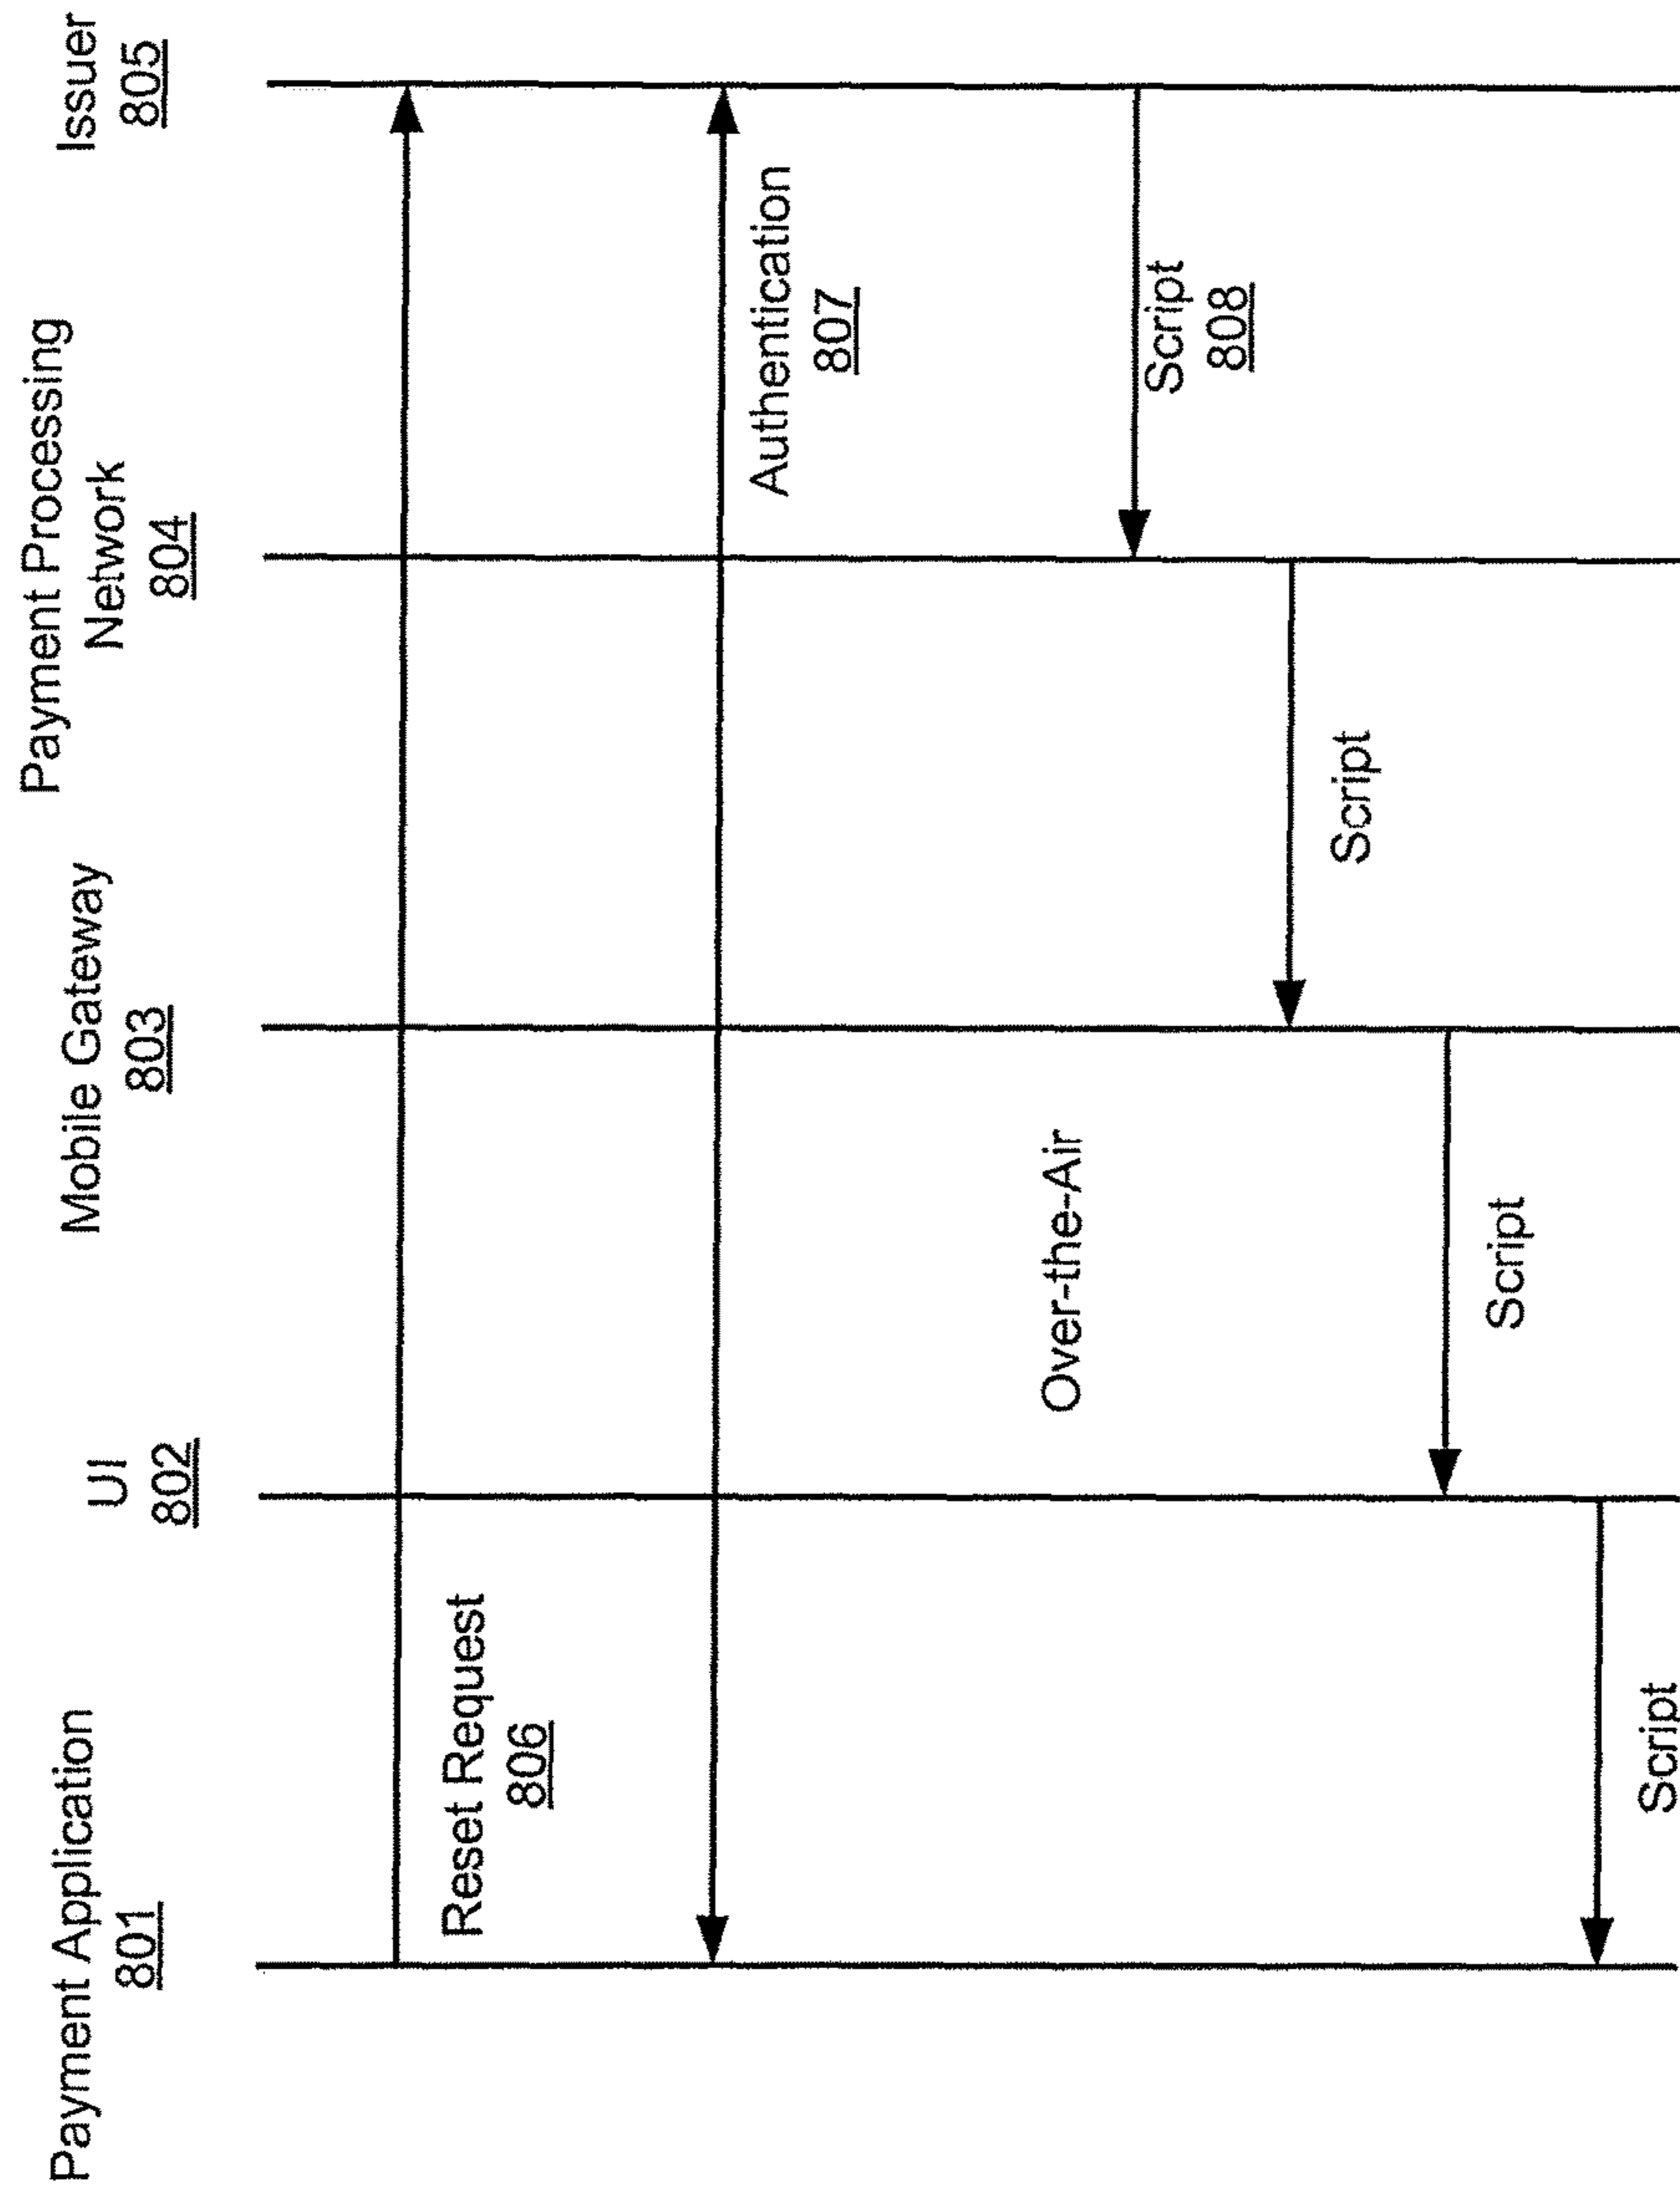 Payment Application
801
UI
802
Mobile Gateway
803
Payment Processing
Network
804
Issuer
805
Reset Request
806
Authentication
807
Over-the-Air
Script
808
Script
Script
Script